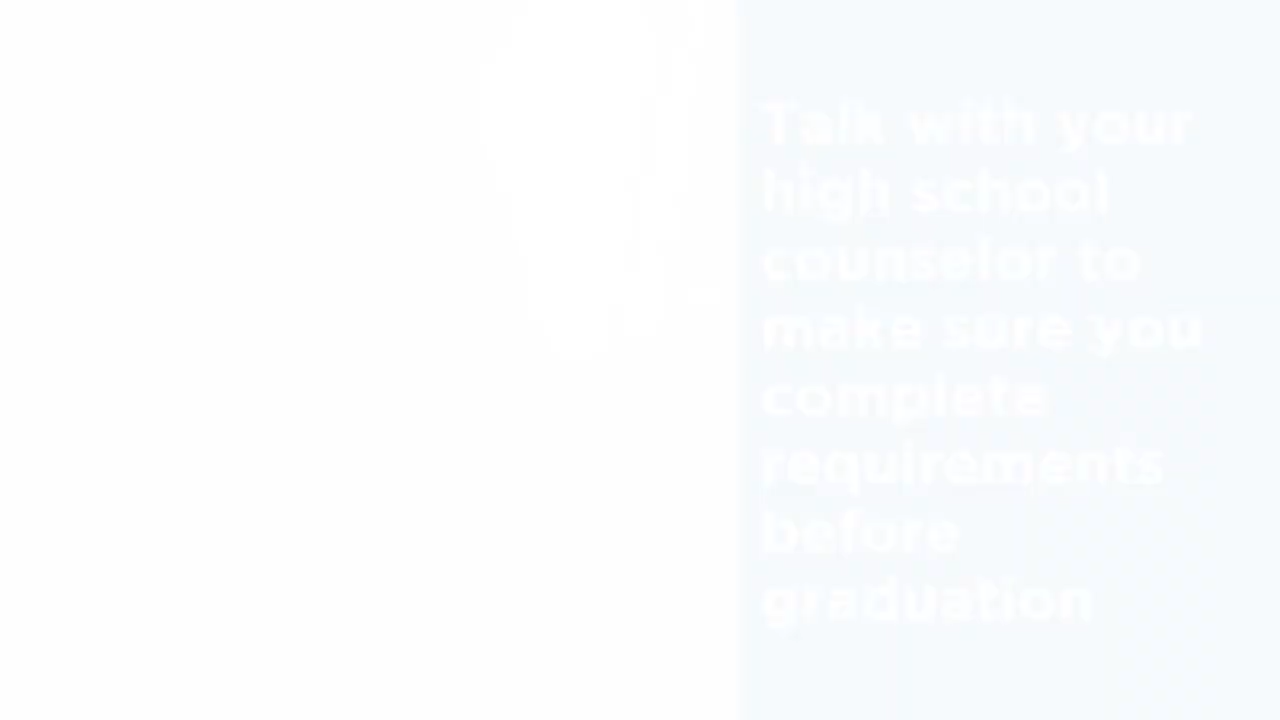 Talk with your
high school
counselor to
make sure you
complete
requirements
before
graduation